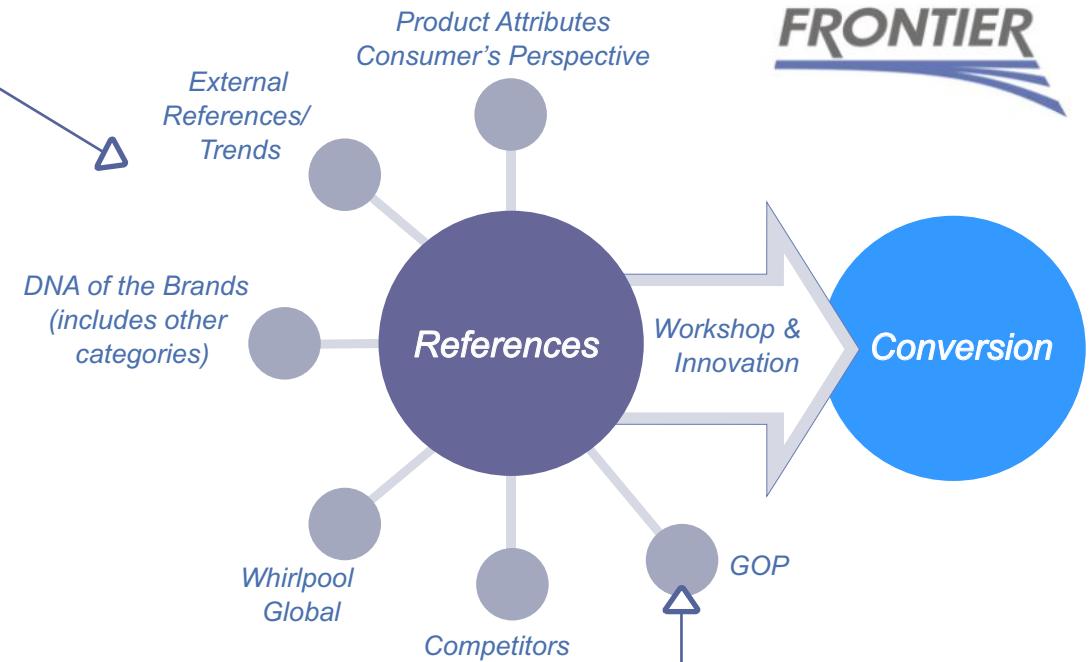 Product Attributes
Consumer's Perspective
FRONTIER
External
References/
Trends
DNA of the Brands
(includes other
categories)
References
Workshop &
Innovation
Conversion
Whirlpool
Global
Competitors
GOP